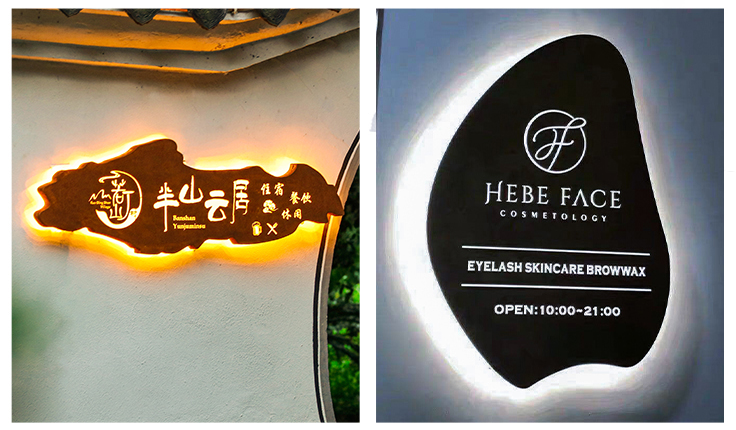 半山云居
Banshan
Yunjuminsu
住宿
餐饮
休闲
HEBE FACE
COSMETOLOGY
EYELASH SKINCARE BROWWAX
OPEN:10:00~21:00